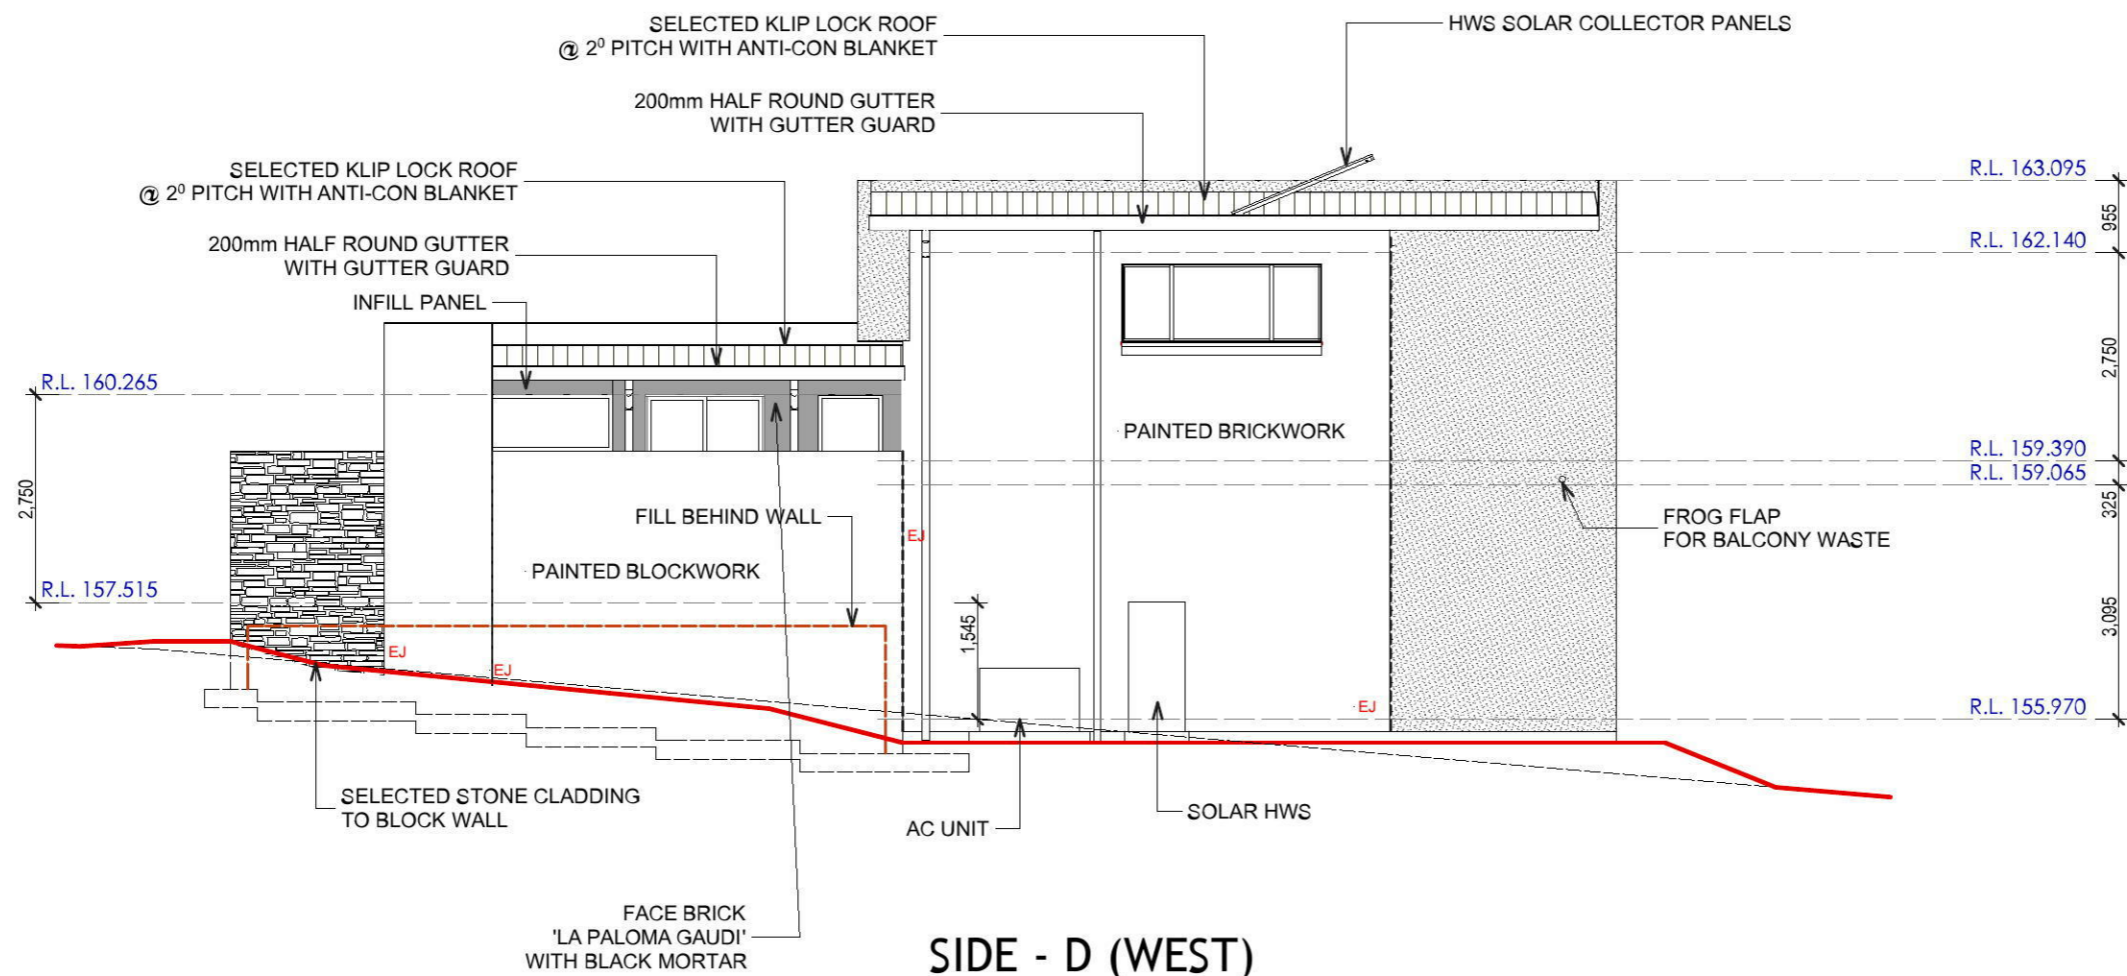 SELECTED KLIP LOCK ROOF
@ 2⁰ PITCH WITH ANTI-CON BLANKET
HWS SOLAR COLLECTOR PANELS
200mm HALF ROUND GUTTER
WITH GUTTER GUARD
SELECTED KLIP LOCK ROOF
@ 2⁰ PITCH WITH ANTI-CON BLANKET
R.L. 163.095
955
200mm HALF ROUND GUTTER
WITH GUTTER GUARD
R.L. 162.140
INFILL PANEL
2,750
R.L. 160.265
PAINTED BRICKWORK
R.L. 159.390
R.L. 159.065
325
2,750
FILL BEHIND WALL
EJ
FROG FLAP
FOR BALCONY WASTE
PAINTED BLOCKWORK
R.L. 157.515
1,545
3,095
EJ
EJ
EJ
R.L. 155.970
SELECTED STONE CLADDING
TO BLOCK WALL
AC UNIT
SOLAR HWS
FACE BRICK
'LA PALOMA GAUDI'
WITH BLACK MORTAR
SIDE - D (WEST)